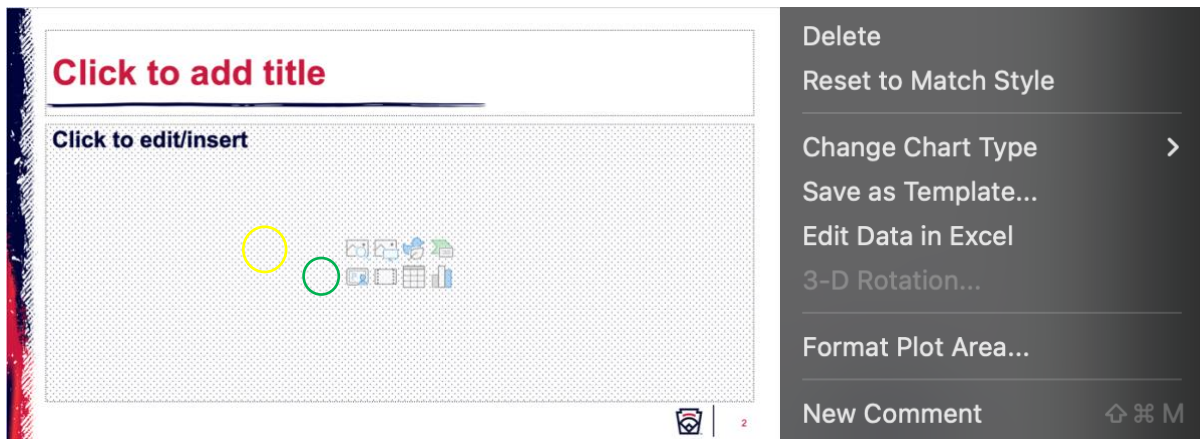 Click to add title
Click to edit/insert
2
Delete
Reset to Match Style
Change Chart Type
Save as Template...
Edit Data in Excel
3-D Rotation...
Format Plot Area...
New Comment ⇧⌘M